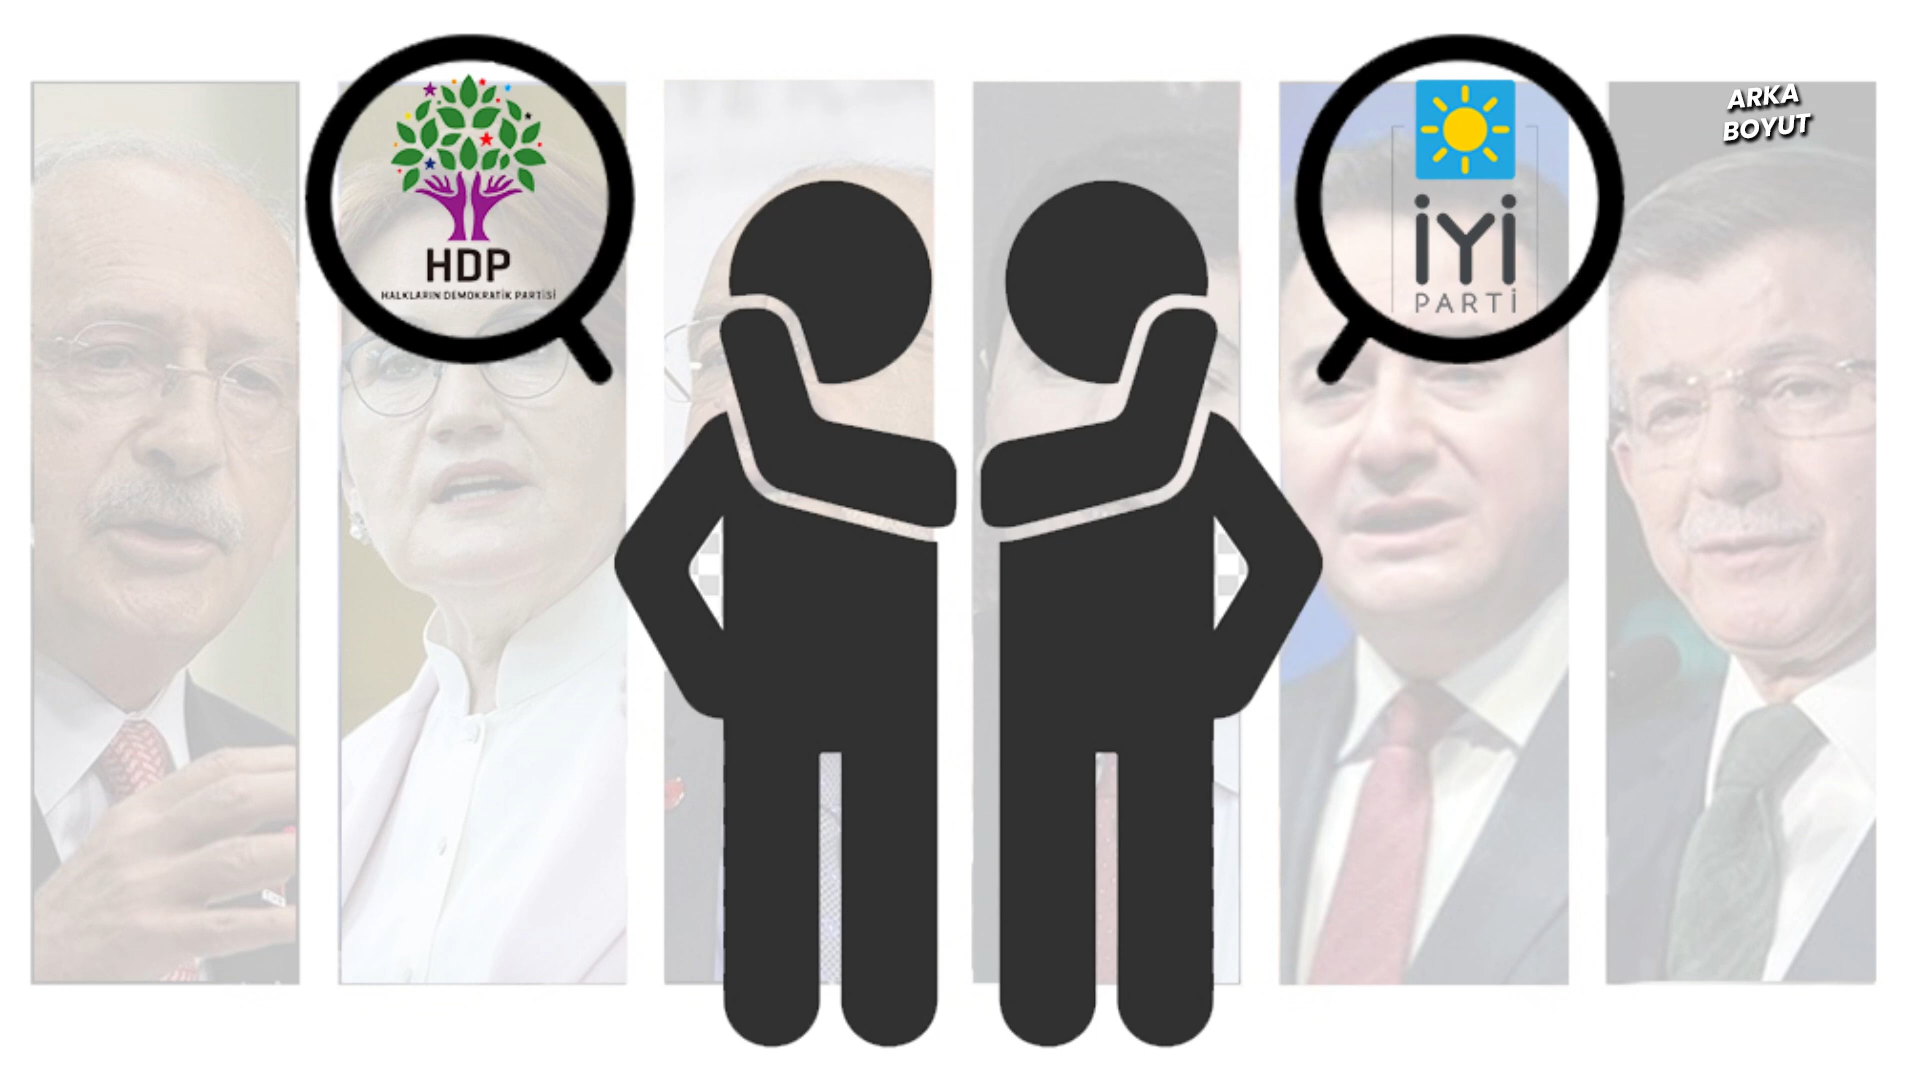 HDP
HALKLARIN DEMOKRATİK PARTİSİ
İYİ
PARTİ
ARKA
BOYUT